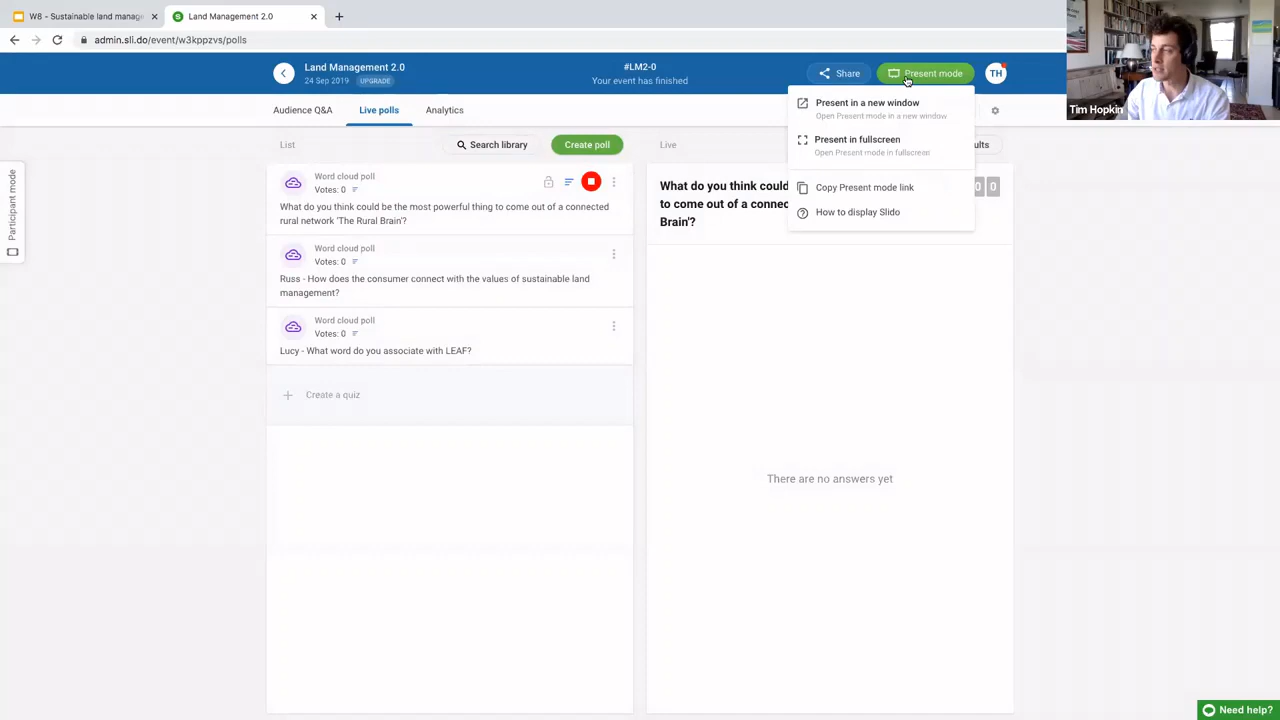 W8 - Sustainable land manag
Land Management 2.0
admin.sli.do/event/w3kppzvs/polls
Land Management 2.0
24 Sep 2019
UPGRADE
#LM2-0
Your event has finished
Share
Present mode
TH
Tim Hopkin
Audience Q&A
Live polls
Analytics
Present in a new window
Open Present mode in a new window
Present in fullscreen
Open Present mode in fullscreen
Copy Present mode link
How to display Slido
Participant mode
List
Search library
Create poll
Live
ults
Word cloud poll
Votes: 0
What do you think could be the most powerful thing to come out of a connected
rural network 'The Rural Brain'?
Word cloud poll
Votes: 0
Russ - How does the consumer connect with the values of sustainable land
management?
Word cloud poll
Votes: 0
Lucy - What word do you associate with LEAF?
Create a quiz
What do you think could
to come out of a connec
Brain'?
0 0
There are no answers yet
Need help?